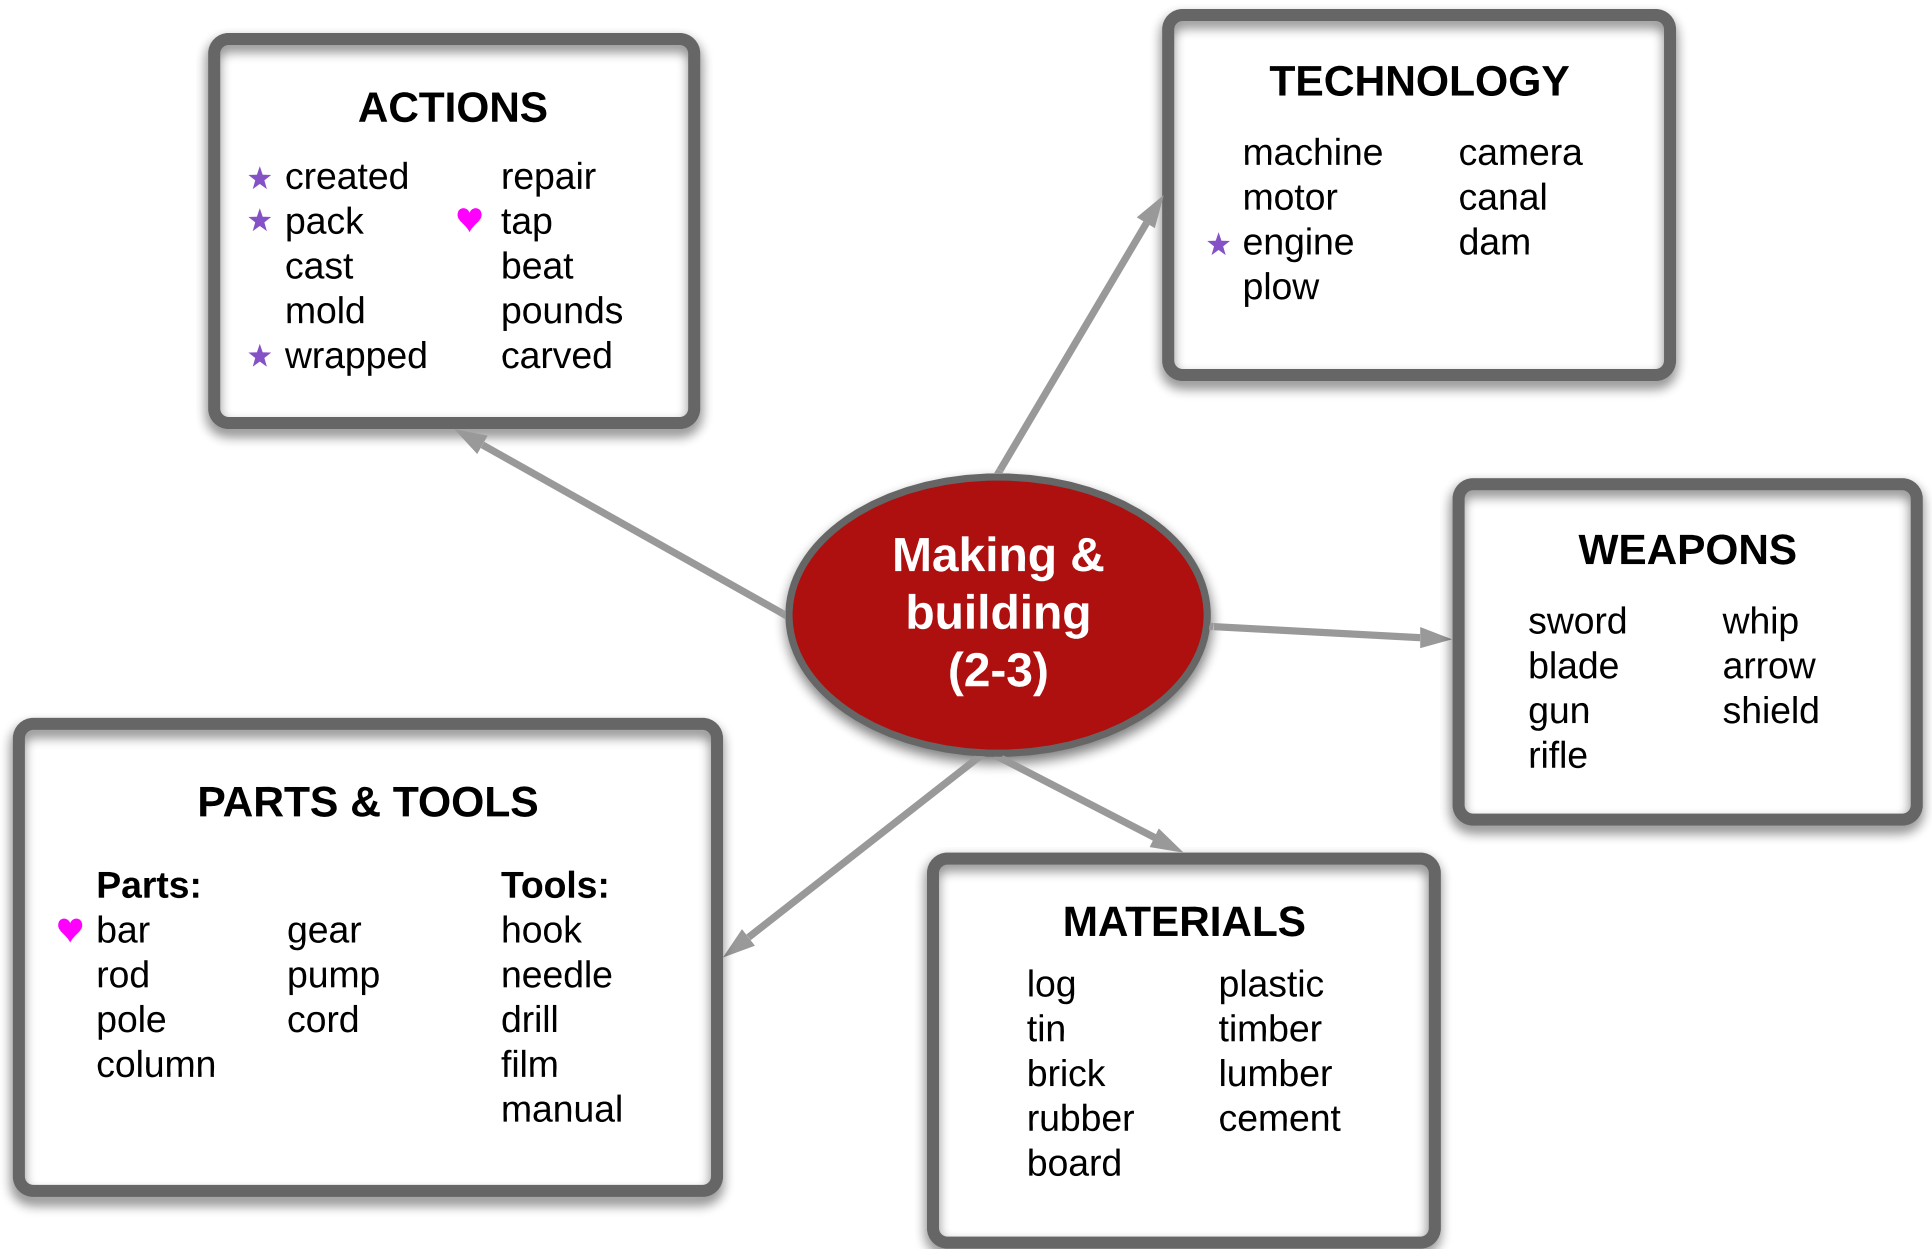 ACTIONS
★ created
★ pack
cast
mold
★ wrapped
repair
♥ tap
beat
pounds
carved
TECHNOLOGY
machine
motor
★ engine
plow
camera
canal
dam
Making &
building
(2-3)
WEAPONS
sword
blade
gun
rifle
whip
arrow
shield
PARTS & TOOLS
Parts:
♥ bar
rod
pole
column
gear
pump
cord
Tools:
hook
needle
drill
film
manual
MATERIALS
log
tin
brick
rubber
board
plastic
timber
lumber
cement